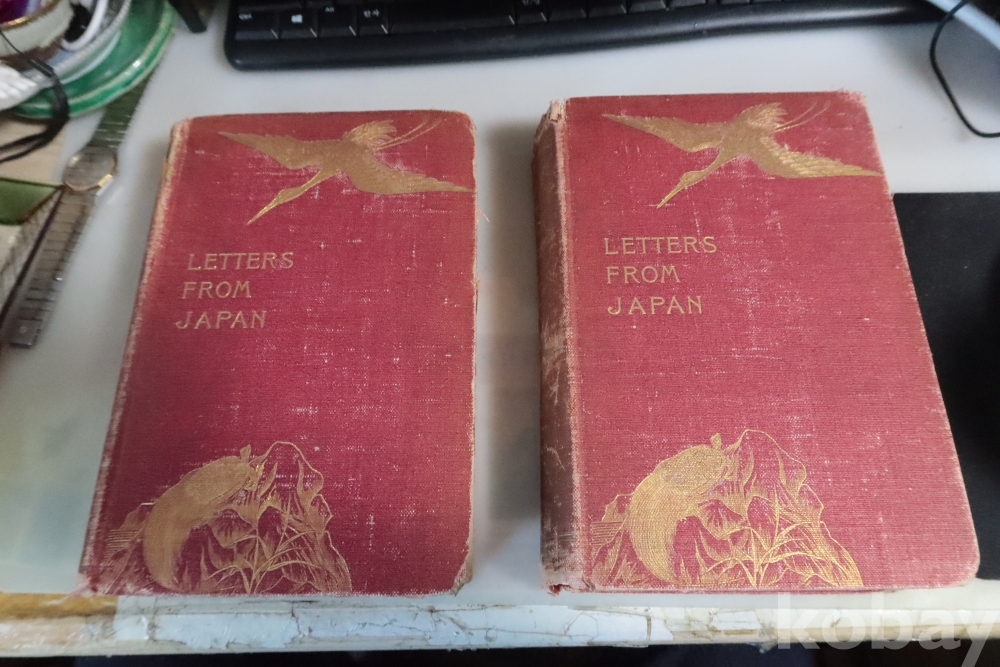 LETTERS
FROM
JAPAN
LETTERS
FROM
JAPAN
kobay